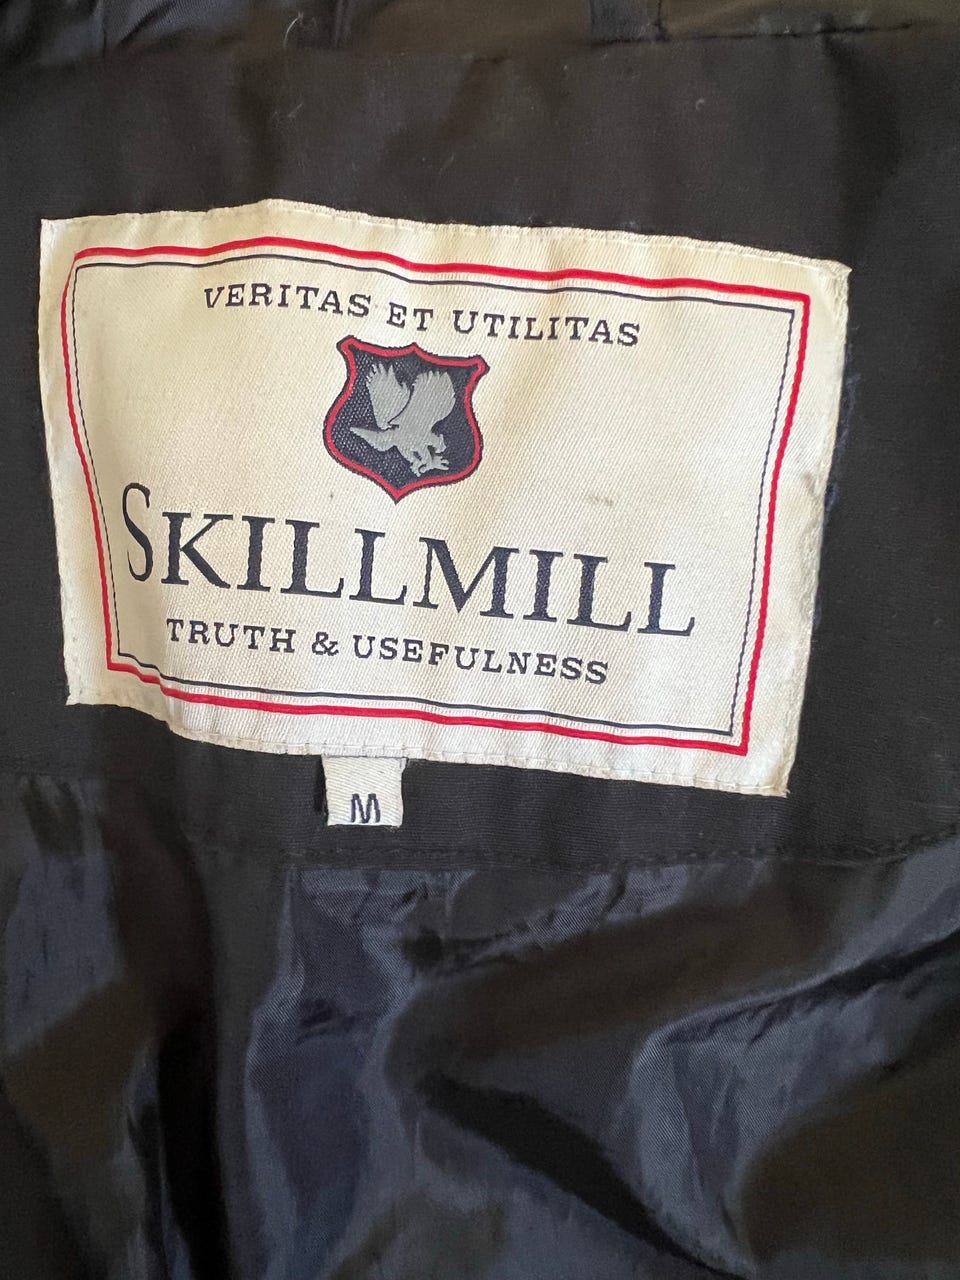 VERITAS ET UTILITAS
SKILLMILL
TRUTH & USEFULNESS
M